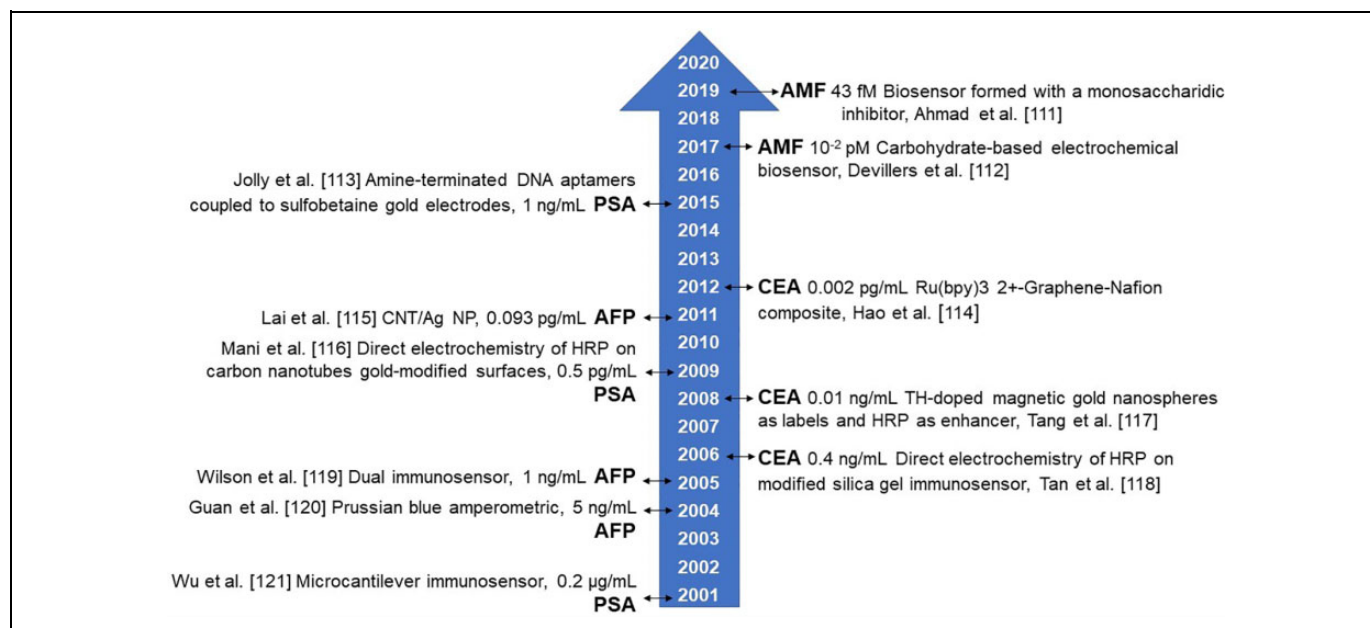 2020
2019
2018
2017
2016
2015
2014
2013
2012
2011
2010
2009
2008
2007
2006
2005
2004
2003
2002
2001
AMF 43 fM Biosensor formed with a monosaccharidic
inhibitor, Ahmad et al. [111]
AMF 10-2 pM Carbohydrate-based electrochemical
biosensor, Devillers et al. [112]
Jolly et al. [113] Amine-terminated DNA aptamers
coupled to sulfobetaine gold electrodes, 1 ng/mL PSA
CEA 0.002 pg/mL Ru(bpy)3 2+-Graphene-Nafion
composite, Hao et al. [114]
Lai et al. [115] CNT/Ag NP, 0.093 pg/mL AFP
Mani et al. [116] Direct electrochemistry of HRP on
carbon nanotubes gold-modified surfaces, 0.5 pg/mL
PSA
CEA 0.01 ng/mL TH-doped magnetic gold nanospheres
as labels and HRP as enhancer, Tang et al. [117]
CEA 0.4 ng/mL Direct electrochemistry of HRP on
modified silica gel immunosensor, Tan et al. [118]
Wilson et al. [119] Dual immunosensor, 1 ng/mL AFP
Guan et al. [120] Prussian blue amperometric, 5 ng/mL
AFP
Wu et al. [121] Microcantilever immunosensor, 0.2 µg/mL
PSA